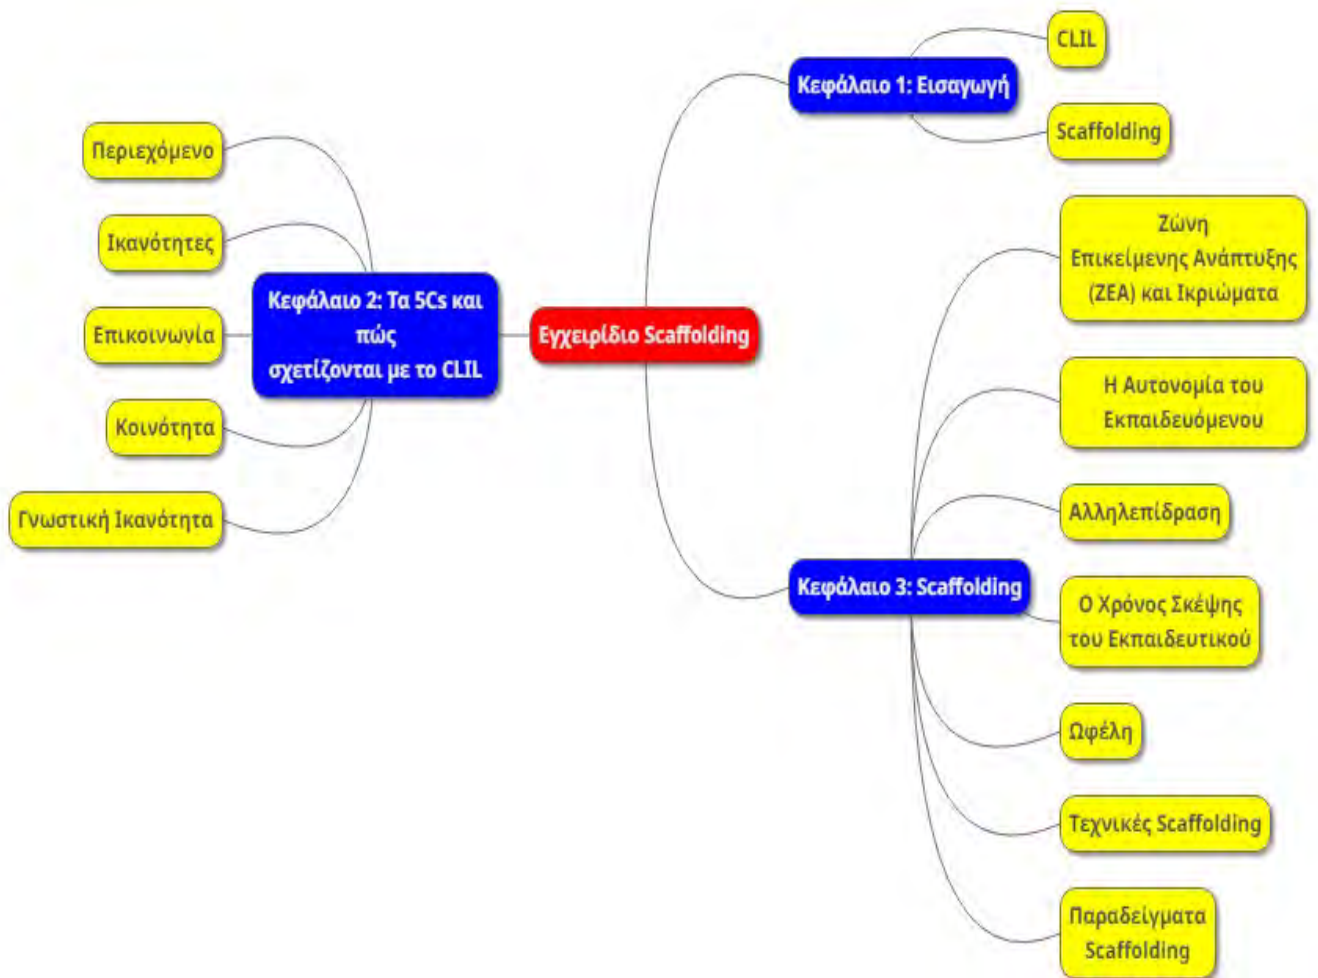 Εγχειρίδιο Scaffolding
Κεφάλαιο 1: Εισαγωγή
CLIL
Scaffolding
Κεφάλαιο 2: Τα 5Cs και
πώς
σχετίζονται με το CLIL
Περιεχόμενο
Ικανότητες
Επικοινωνία
Κοινότητα
Γνωστική Ικανότητα
Κεφάλαιο 3: Scaffolding
Ζώνη
Επικείμενης Ανάπτυξης
(ΖΕΑ) και Ικριώματα
Η Αυτονομία του
Εκπαιδευόμενου
Αλληλεπίδραση
Ο Χρόνος Σκέψης
του Εκπαιδευτικού
Ωφέλη
Τεχνικές Scaffolding
Παραδείγματα
Scaffolding